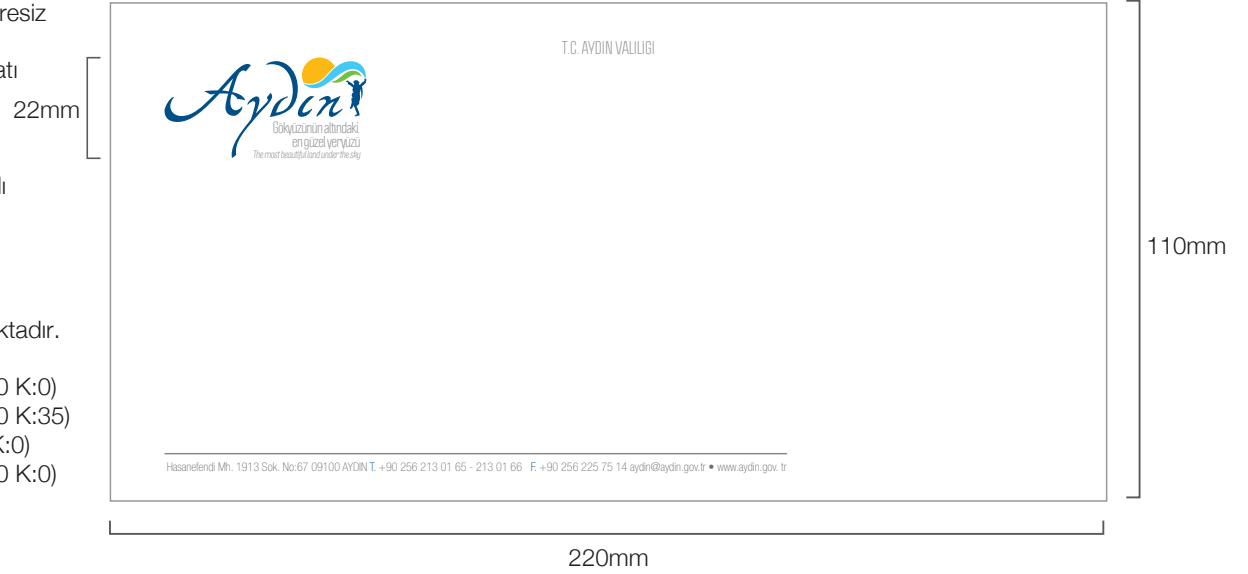 resiz
atı
22mm
lı
ktadır.
0 K:0)
0 K:35)
K:0)
0 K:0)
T.C. AYDIN VALILIGI
Aydın
Gökyüzünün altındaki
en güzel yeryüzü
The most beautiful land under the sky
110mm
Hasanefendi Mh. 1913 Sok. No:67 09100 AYDIN T. +90 256 213 01 65 - 213 01 66 F. +90 256 225 75 14 aydin@aydin.gov.tr • www.aydin.gov. tr
220mm